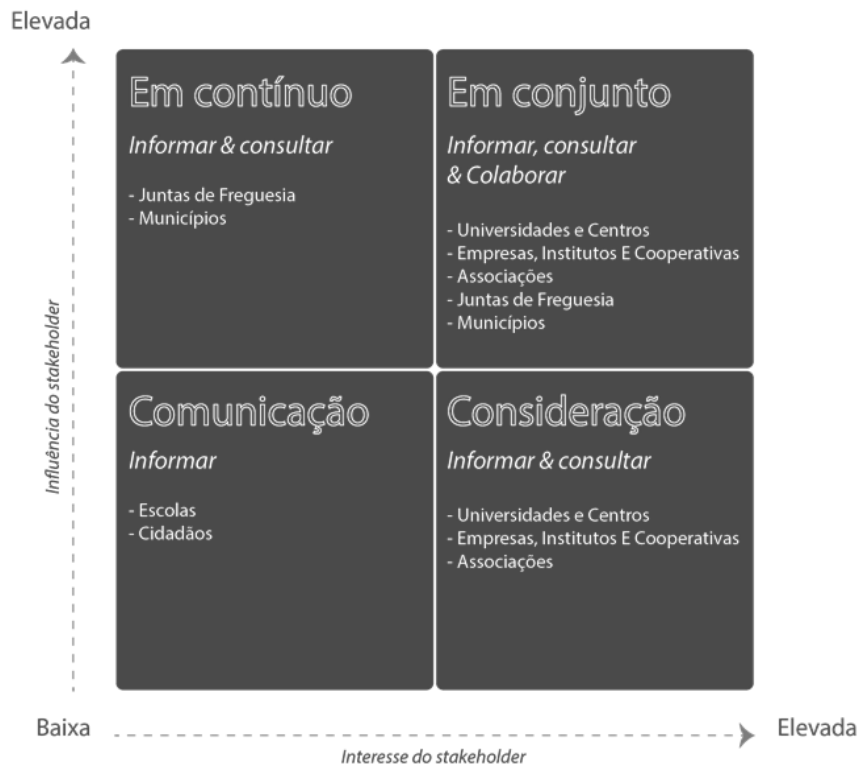 Elevada
Em contínuo
Informar & consultar
- Juntas de Freguesia
- Municípios
Em conjunto
Informar, consultar
& Colaborar
- Universidades e Centros
- Empresas, Institutos E Cooperativas
- Associações
- Juntas de Freguesia
- Municípios
Influência do stakeholder
Comunicação
Informar
- Escolas
- Cidadãos
Consideração
Informar & consultar
- Universidades e Centros
- Empresas, Institutos E Cooperativas
- Associações
Baixa
Elevada
Interesse do stakeholder